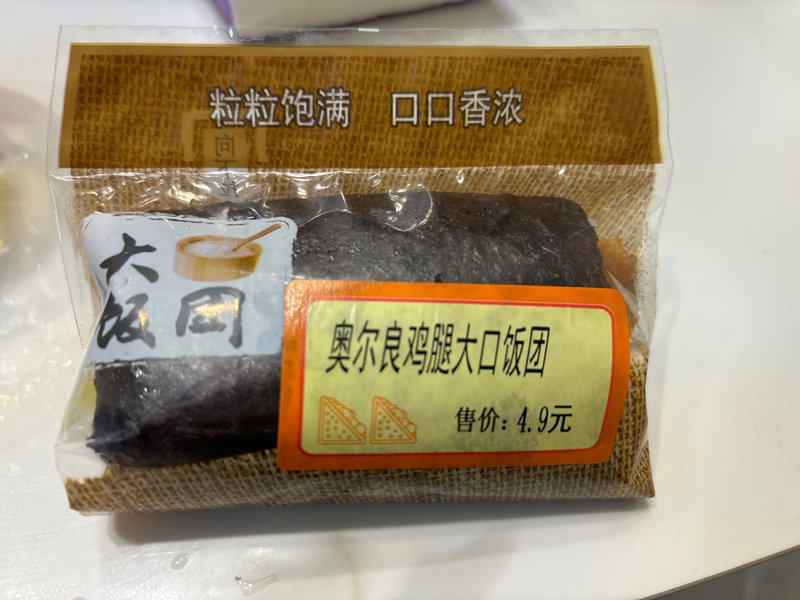 粒粒饱满 口口香浓
大
饭团
奥尔良鸡腿大口饭团
售价: 4.9元